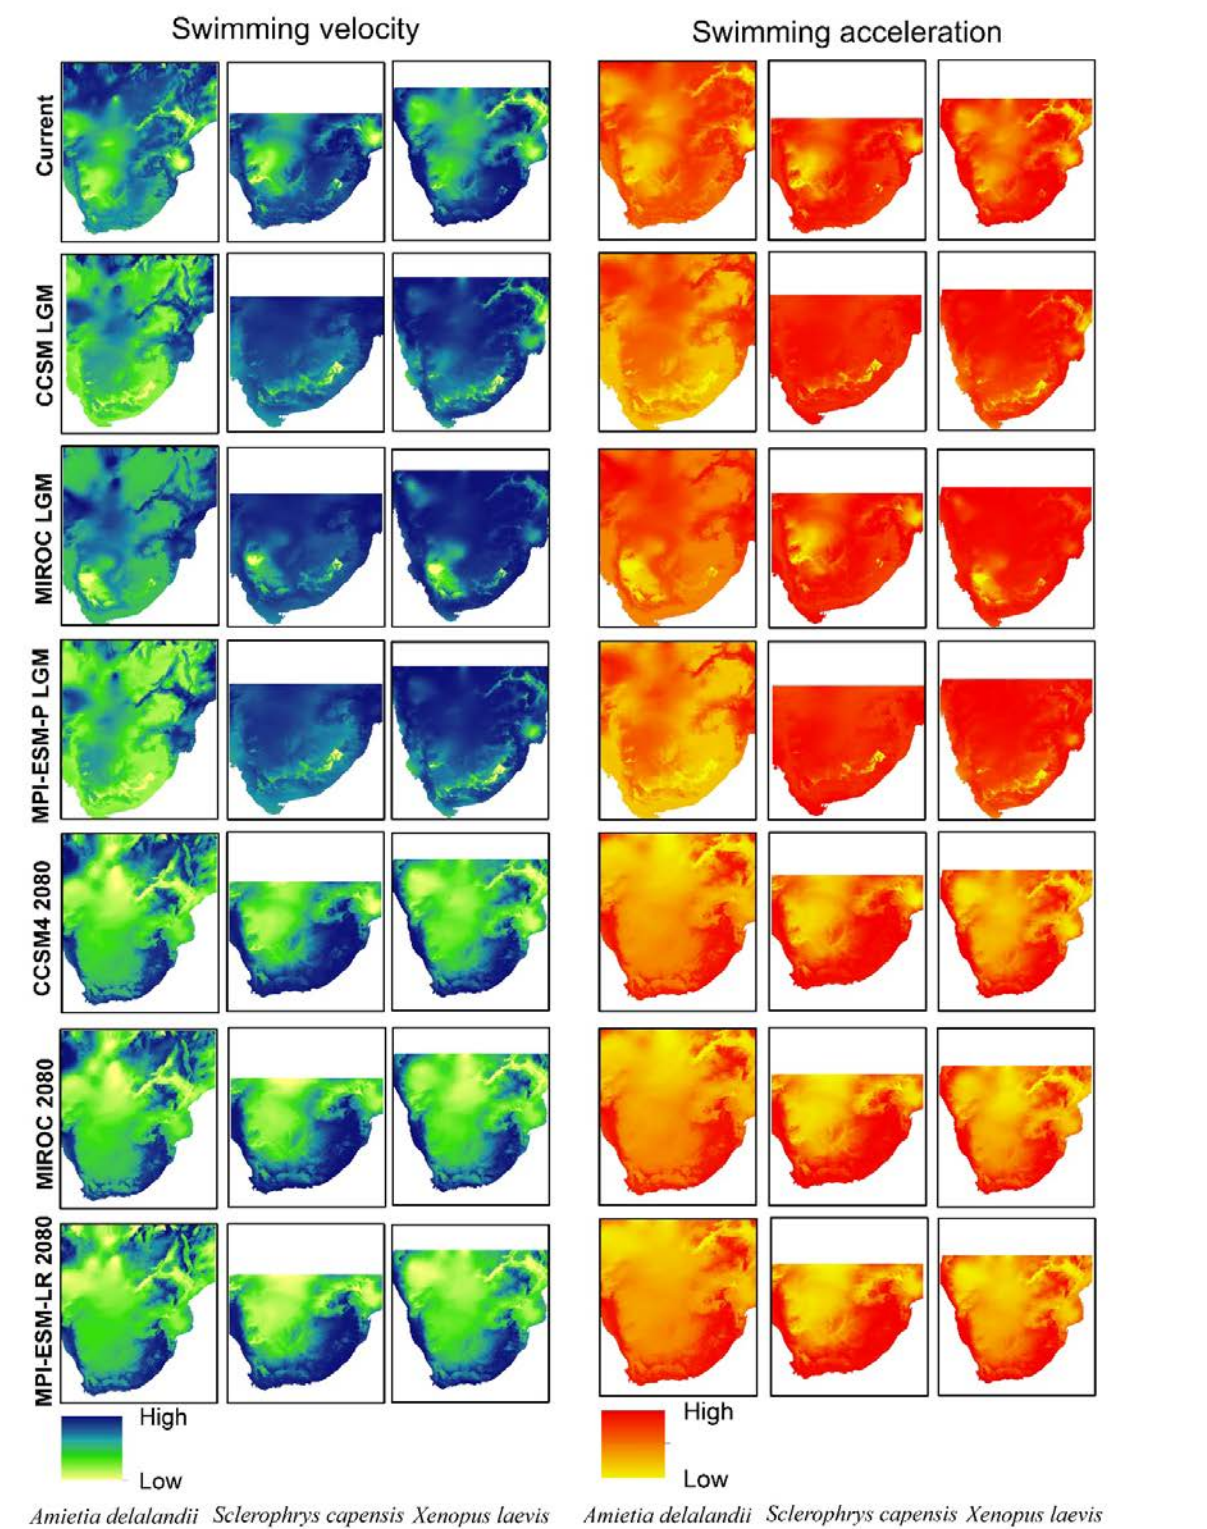 Swimming velocity
Swimming acceleration
Current
CCSM LGM
MIROC LGM
MPI-ESM-P LGM
CCSM4 2080
MIROC 2080
MPI-ESM-LR 2080
High
Low
High
Low
Amietia delalandii Sclerophrys capensis Xenopus laevis
Amietia delalandii Sclerophrys capensis Xenopus laevis